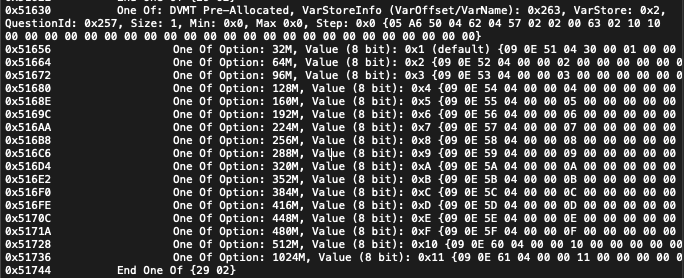 0x51630 One Of: DVMT Pre-Allocated, VarStoreInfo (VarOffset/VarName): 0x263, VarStore: 0x2,
QuestionId: 0x257, Size: 1, Min: 0x0, Max 0x0, Step: 0x0 {05 A6 50 04 62 04 57 02 02 00 63 02 10 10
00 00 00 00 00 00 00 00 00 00 00 00 00 00 00 00 00 00 00 00 00 00 00 00 00}
0x51656 One Of Option: 32M, Value (8 bit): 0x1 (default) {09 0E 51 04 30 00 01 00 00
0x51664 One Of Option: 64M, Value (8 bit): 0x2 {09 0E 52 04 00 00 02 00 00 00 00 00 0
0x51672 One Of Option: 96M, Value (8 bit): 0x3 {09 0E 53 04 00 00 03 00 00 00 00 00 0
0x51680 One Of Option: 128M, Value (8 bit): 0x4 {09 0E 54 04 00 00 04 00 00 00 00 00
0x5168E One Of Option: 160M, Value (8 bit): 0x5 {09 0E 55 04 00 00 05 00 00 00 00 00
0x5169C One Of Option: 192M, Value (8 bit): 0x6 {09 0E 56 04 00 00 06 00 00 00 00 00
0x516AA One Of Option: 224M, Value (8 bit): 0x7 {09 0E 57 04 00 00 07 00 00 00 00 00
0x516B8 One Of Option: 256M, Value (8 bit): 0x8 {09 0E 58 04 00 00 08 00 00 00 00 00
0x516C6 One Of Option: 288M, Value (8 bit): 0x9 {09 0E 59 04 00 00 09 00 00 00 00 00
0x516D4 One Of Option: 320M, Value (8 bit): 0xA {09 0E 5A 04 00 00 0A 00 00 00 00 00
0x516E2 One Of Option: 352M, Value (8 bit): 0xB {09 0E 5B 04 00 00 0B 00 00 00 00 00
0x516F0 One Of Option: 384M, Value (8 bit): 0xC {09 0E 5C 04 00 00 0C 00 00 00 00 00
0x516FE One Of Option: 416M, Value (8 bit): 0xD {09 0E 5D 04 00 00 0D 00 00 00 00 00
0x5170C One Of Option: 448M, Value (8 bit): 0xE {09 0E 5E 04 00 00 0E 00 00 00 00 00
0x5171A One Of Option: 480M, Value (8 bit): 0xF {09 0E 5F 04 00 00 0F 00 00 00 00 00
0x51728 One Of Option: 512M, Value (8 bit): 0x10 {09 0E 60 04 00 00 10 00 00 00 00 00
0x51736 One Of Option: 1024M, Value (8 bit): 0x11 {09 0E 61 04 00 00 11 00 00 00 00 0
0x51744 End One Of {29 02}